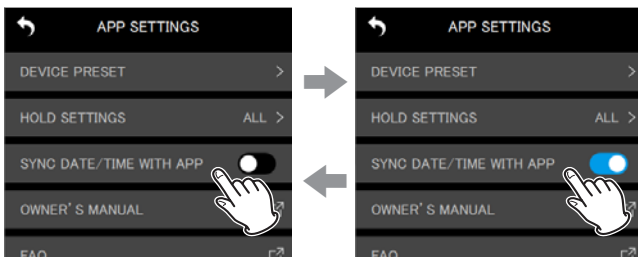 APP SETTINGS
DEVICE PRESET
HOLD SETTINGS ALL
SYNC DATE/TIME WITH APP
OWNER'S MANUAL
FAQ
APP SETTINGS
DEVICE PRESET
HOLD SETTINGS ALL
SYNC DATE/TIME WITH APP
OWNER'S MANUAL
FAQ